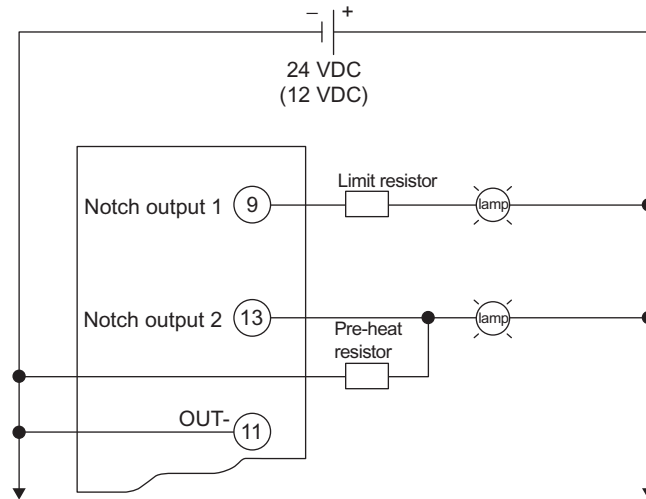 – +
24 VDC
(12 VDC)
Limit resistor
Notch output 1 9 lamp
Notch output 2 13 lamp
Pre-heat
resistor
OUT- 11